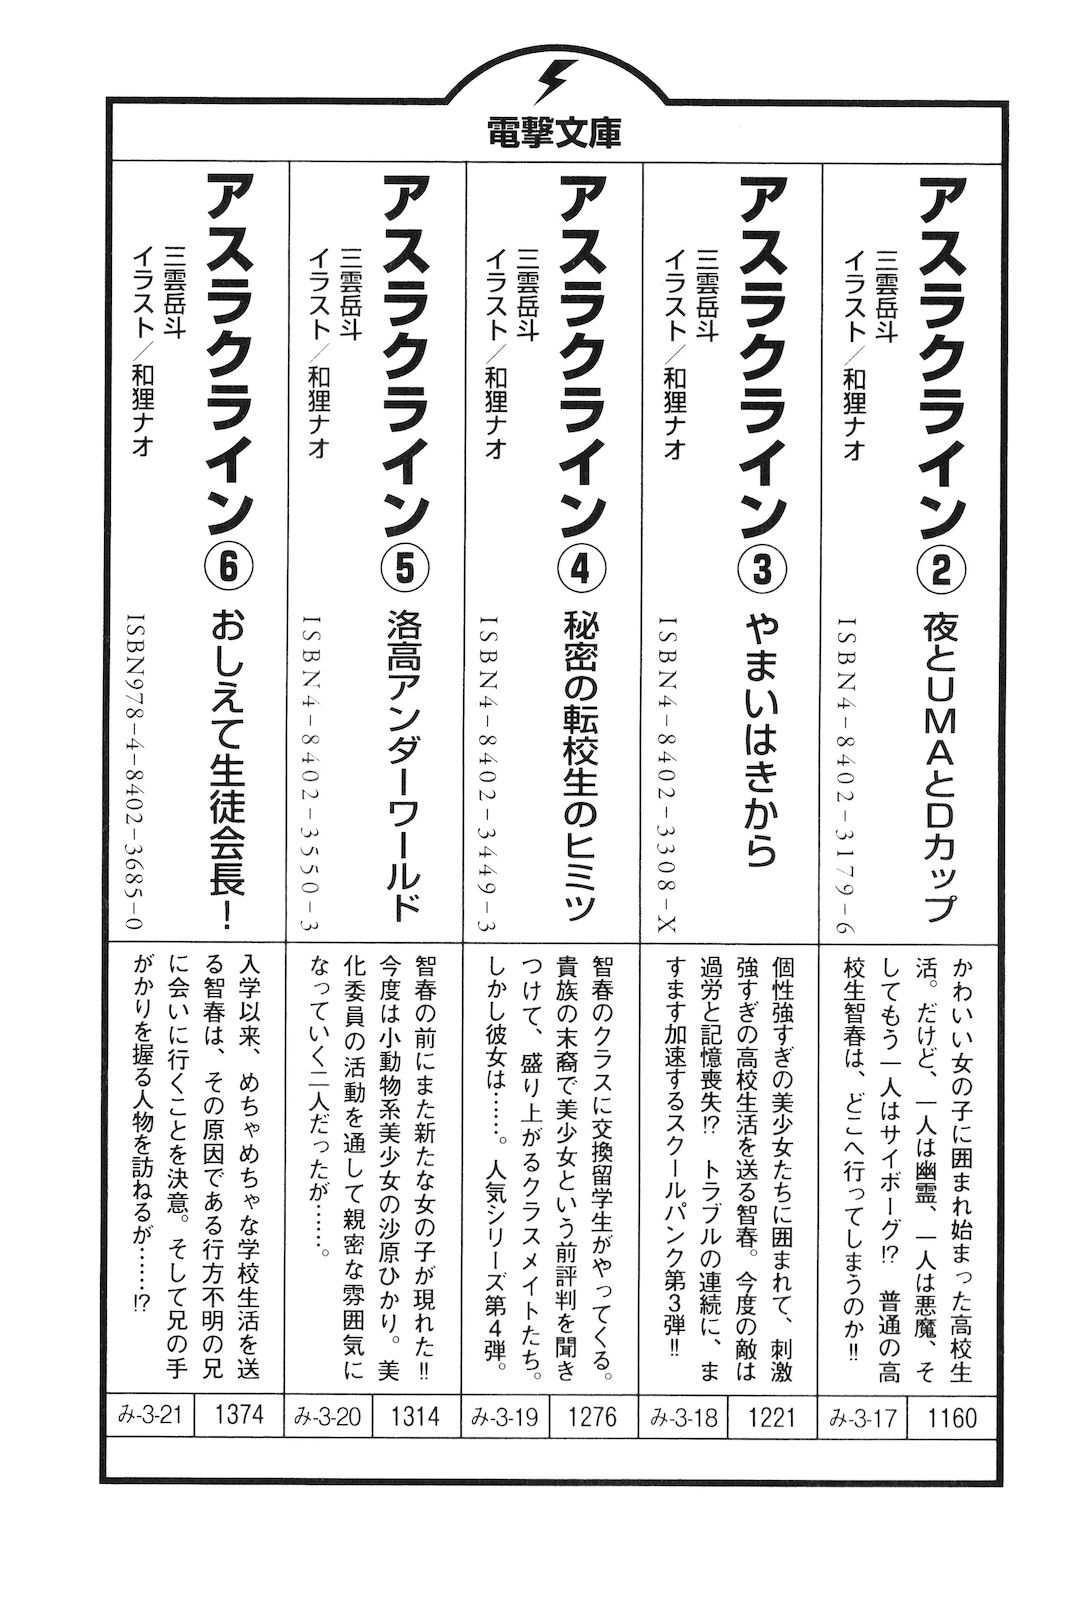 電撃文庫
アスラクライン②
夜とUMAとDカップ
三雲岳斗
イラスト/和狸ナオ
ISBN4-8402-3179-6
かわいい女の子に囲まれ始まった高校生
活。だけど、一人は幽霊、一人は悪魔、そ
してもう一人はサイボーグ!? 普通の高
校生智春は、どこへ行ってしまうのか!!
み-3-17
1160
アスラクライン③
やまいはきから
三雲岳斗
イラスト/和狸ナオ
ISBN4-8402-3308-X
個性強すぎの美少女たちに囲まれて、刺激
強すぎの高校生活を送る智春。今度の敵は
過労と記憶喪失!? トラブルの連続に、ま
すます加速するスクールパンク第3弾!!
み-3-18
1221
アスラクライン④
秘密の転校生のヒミツ
三雲岳斗
イラスト/和狸ナオ
ISBN4-8402-3449-3
智春のクラスに交換留学生がやってくる。
貴族の末裔で美少女という前評判を聞き
つけて、盛り上がるクラスメイトたち。
しかし彼女は……。人気シリーズ第4弾。
み-3-19
1276
アスラクライン⑤
洛高アンダーワールド
三雲岳斗
イラスト/和狸ナオ
ISBN4-8402-3550-3
智春の前にまた新たな女の子が現れた!!
今度は小動物系美少女の沙原ひかり。美
化委員の活動を通して親密な雰囲気に
なっていく二人だったが……。
み-3-20
1314
アスラクライン⑥
おしえて生徒会長!
三雲岳斗
イラスト/和狸ナオ
ISBN978-4-8402-3685-0
入学以来、めちゃめちゃな学校生活を送
る智春は、その原因である行方不明の兄
に会いに行くことを決意。そして兄の手
がかりを握る人物を訪ねるが……!?
み-3-21
1374